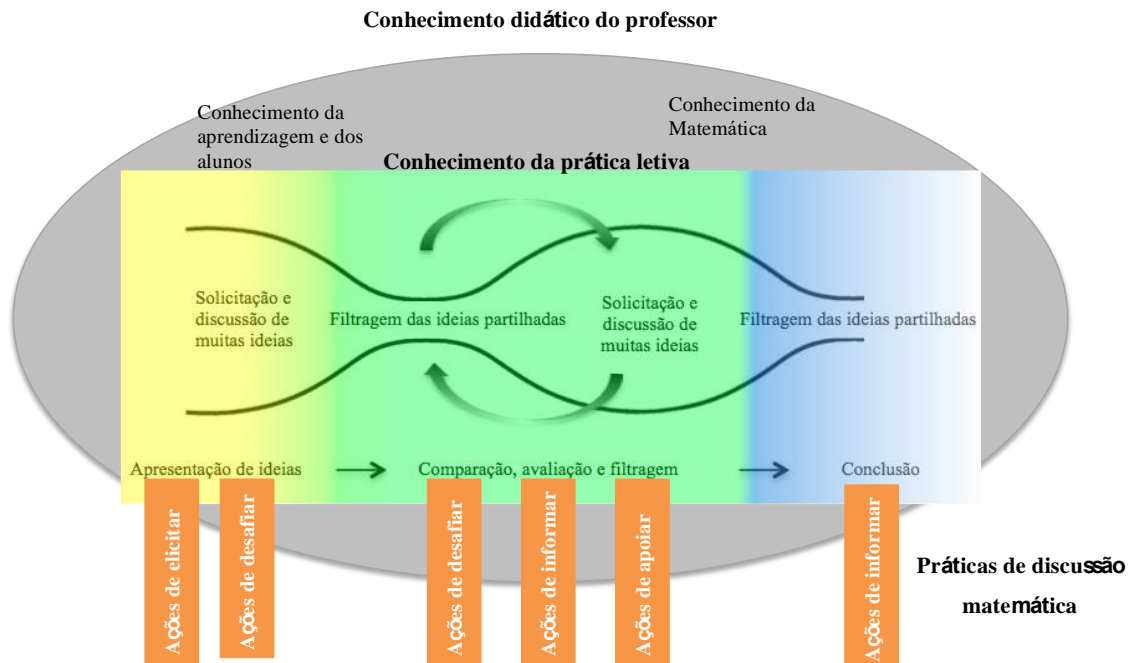 Conhecimento didático do professor
Conhecimento da
aprendizagem e dos
alunos
Conhecimento da
Matemática
Conhecimento da prática letiva
Solicitação e
discussão de
muitas ideias
Filtragem das ideias partilhadas
Solicitação e
discussão de
muitas ideias
Filtragem das ideias partilhadas
Apresentação de ideias
Comparação, avaliação e filtragem
Conclusão
Ações de elicitar
Ações de desafiar
Ações de desafiar
Ações de informar
Ações de apoiar
Ações de informar
Práticas de discussão
matemática